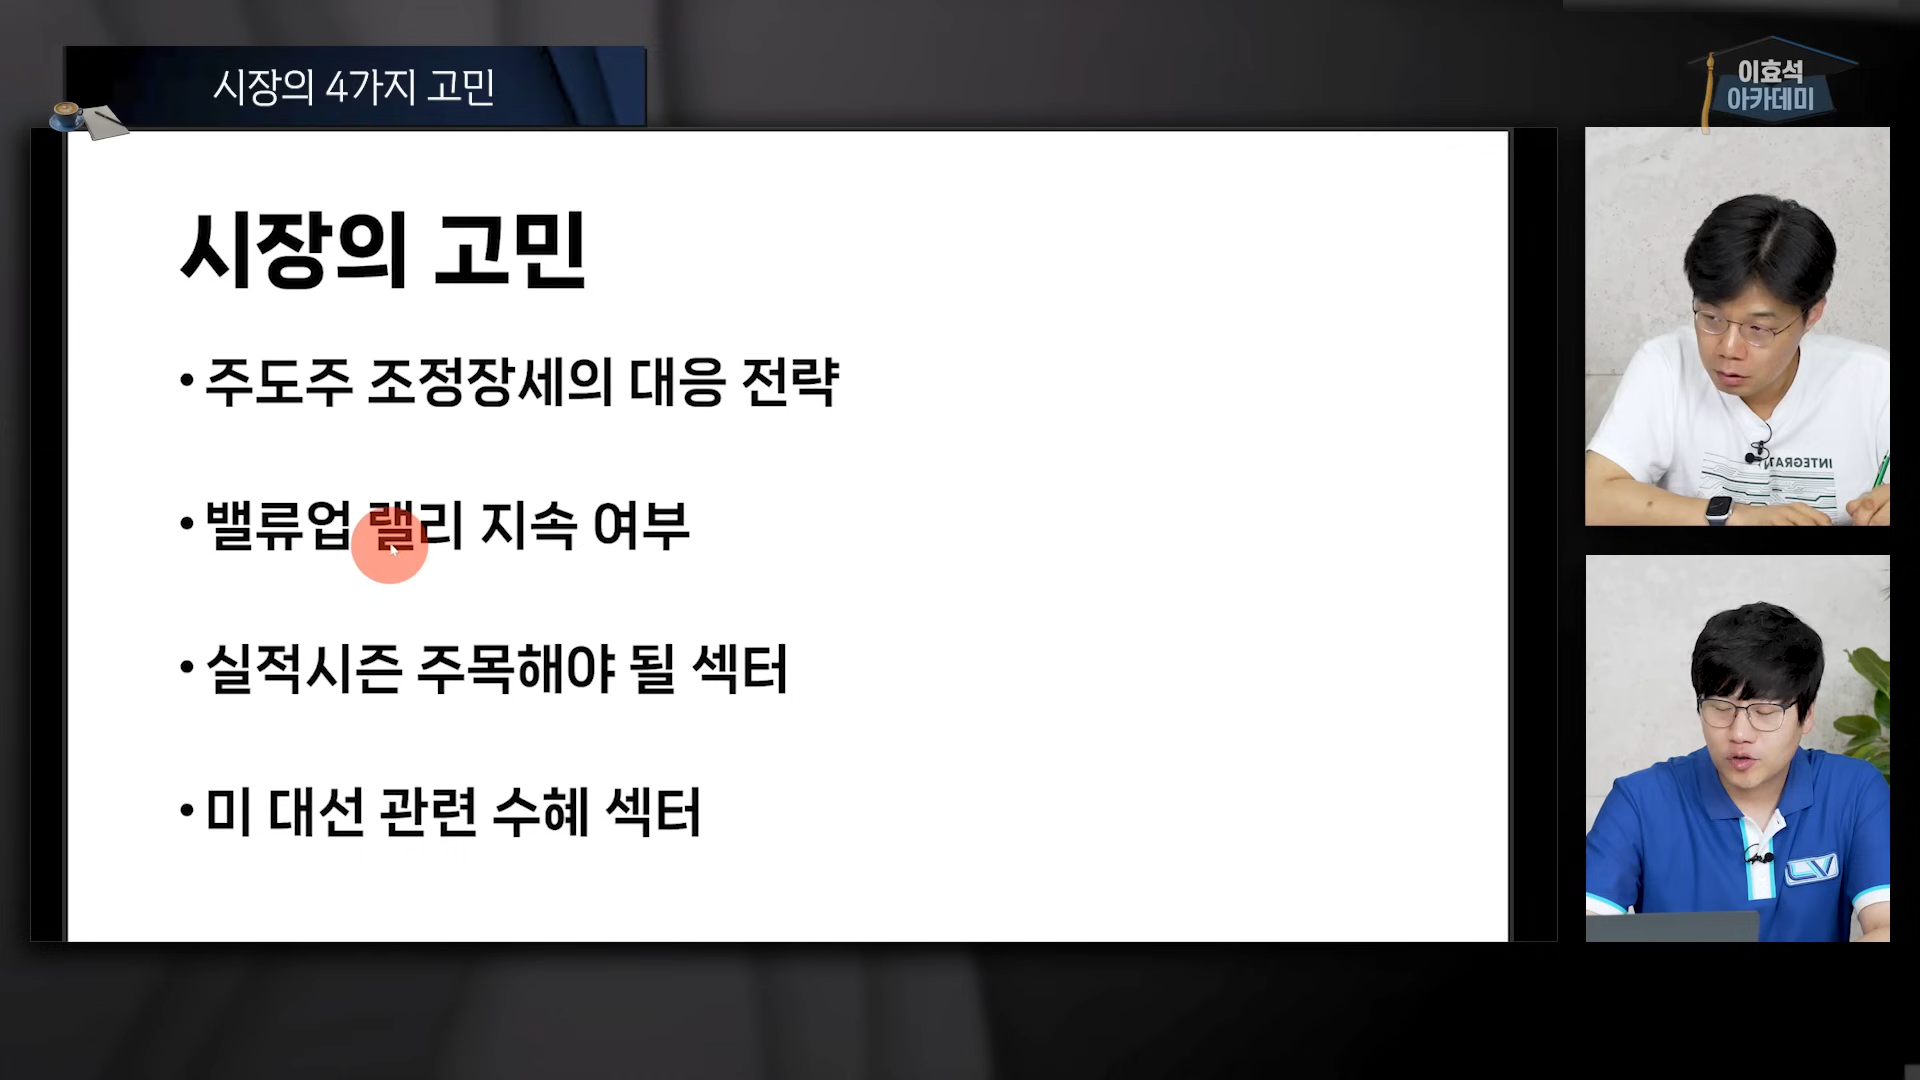 시장의 4가지 고민
이효석
아카데미
시장의 고민
• 주도주 조정장세의 대응 전략
• 밸류업 랠리 지속 여부
• 실적시즌 주목해야 될 섹터
• 미 대선 관련 수혜 섹터
INTEGRAT
LV